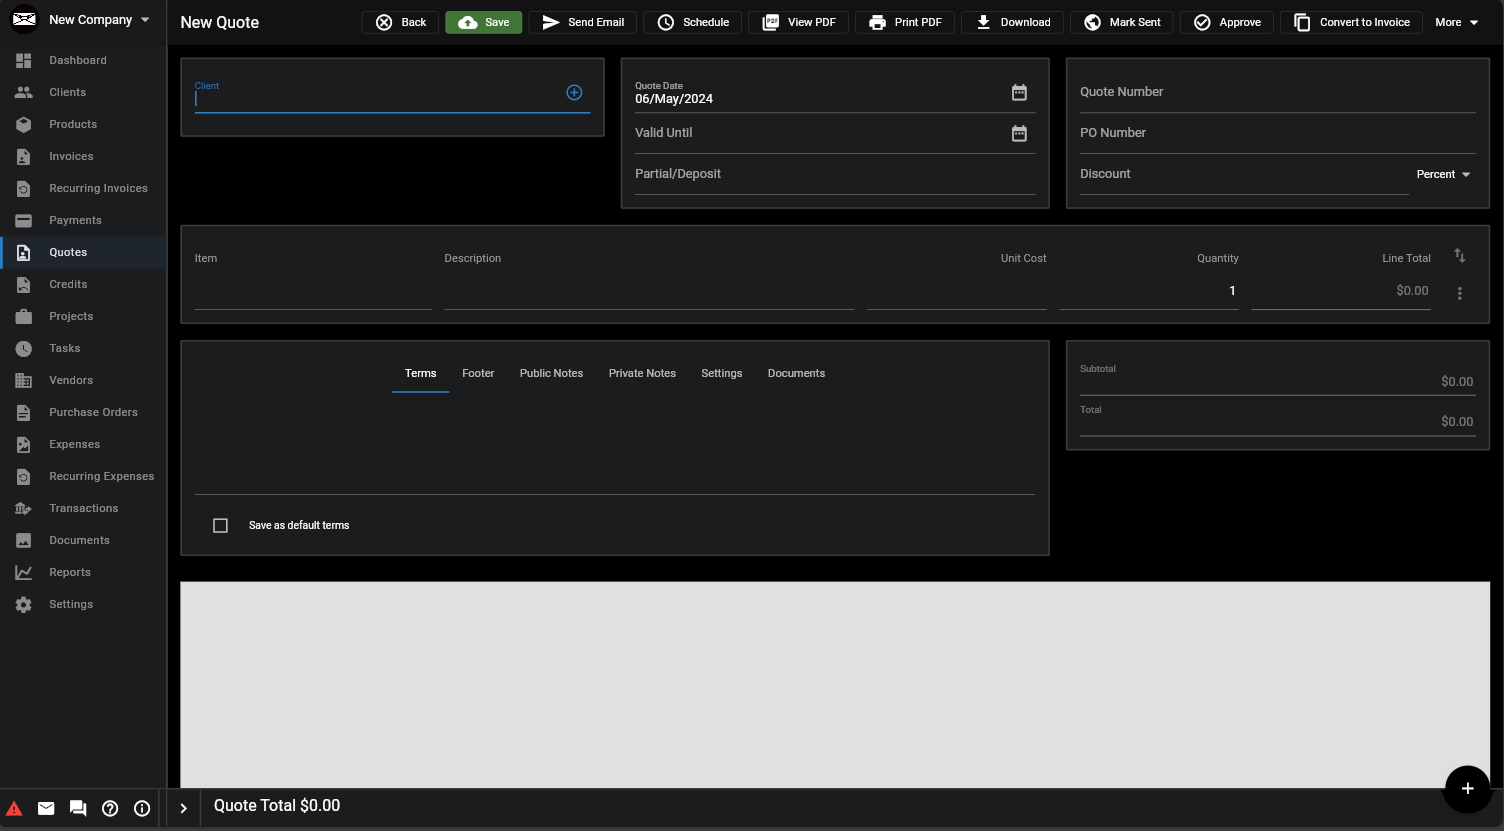 New Company
New Quote
Back
Save
Send Email
Schedule
View PDF
Print PDF
Download
Mark Sent
Approve
Convert to Invoice
More
Dashboard
Clients
Products
Invoices
Recurring Invoices
Payments
Quotes
Credits
Projects
Tasks
Vendors
Purchase Orders
Expenses
Recurring Expenses
Transactions
Documents
Reports
Settings
Client
Quote Date
06/May/2024
Valid Until
Partial/Deposit
Quote Number
PO Number
Discount
Percent
Item
Description
Unit Cost
Quantity
Line Total
1
$0.00
Terms
Footer
Public Notes
Private Notes
Settings
Documents
Save as default terms
Subtotal
$0.00
Total
$0.00
Quote Total $0.00